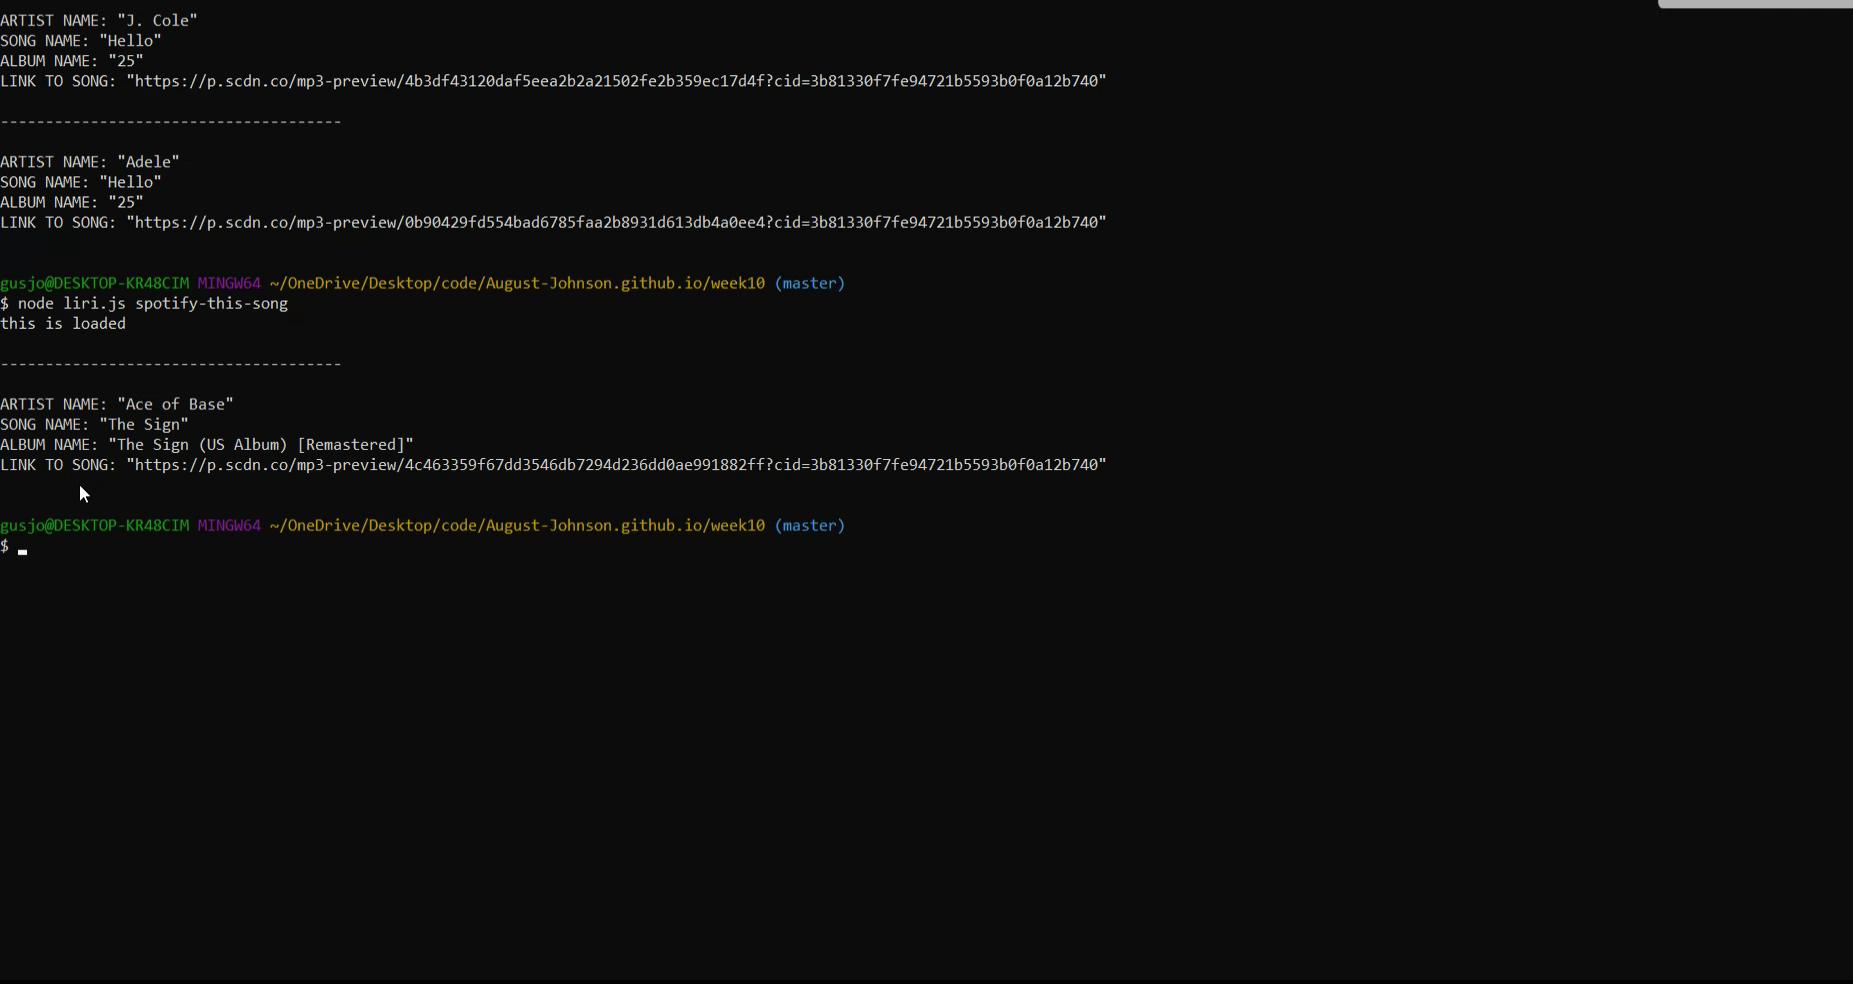 ARTIST NAME: "J. Cole"
SONG NAME: "Hello"
ALBUM NAME: "25"
LINK TO SONG: "https://p.scdn.co/mp3-preview/4b3df43120daf5eea2b2a21502fe2b359ec17d4f?cid=3b81330f7fe94721b5593b0f0a12b740"
--------------------------------------
ARTIST NAME: "Adele"
SONG NAME: "Hello"
ALBUM NAME: "25"
LINK TO SONG: "https://p.scdn.co/mp3-preview/0b90429fd554bad6785faa2b8931d613db4a0ee4?cid=3b81330f7fe94721b5593b0f0a12b740"
gusjo@DESKTOP-KR48CIM MINGW64 ~/OneDrive/Desktop/code/August-Johnson.github.io/week10 (master)
$ node liri.js spotify-this-song
this is loaded
--------------------------------------
ARTIST NAME: "Ace of Base"
SONG NAME: "The Sign"
ALBUM NAME: "The Sign (US Album) [Remastered]"
LINK TO SONG: "https://p.scdn.co/mp3-preview/4c463359f67dd3546db7294d236dd0ae991882ff?cid=3b81330f7fe94721b5593b0f0a12b740"
gusjo@DESKTOP-KR48CIM MINGW64 ~/OneDrive/Desktop/code/August-Johnson.github.io/week10 (master)
$